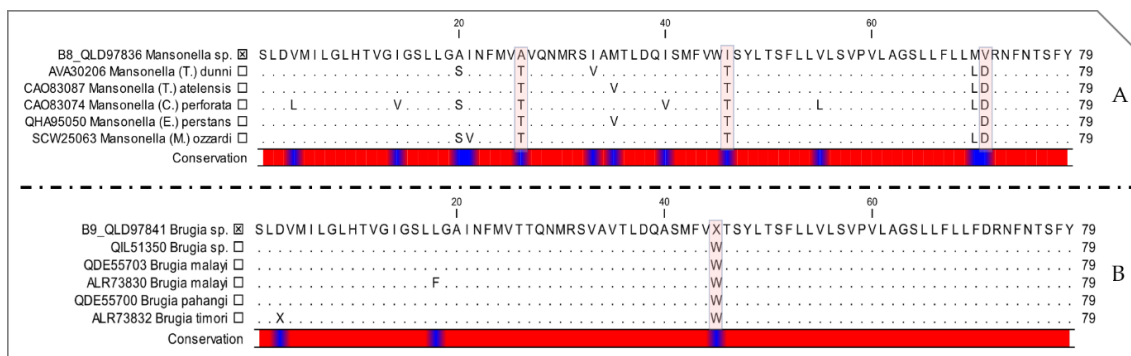 20 40 60
B8_QLD97836 Mansonella sp. ☒ SLDVMILGLHTVGIGSLLGAINFMVAVQNMRSIAMTLDQISMFVWISYLTSFLLVLSVPVLAGSLLFLLMVRNFNTSFY 79
AVA30206 Mansonella (T.) dunni ☐ ...................S.....T......V............T.......................LD........ 79
CAO83087 Mansonella (T.) atelensis ☐ .........................T........V..........T.......................LD........ 79
CAO83074 Mansonella (C.) perforata ☐ ...L.........V.....S.....T.............V.....T........L..............LD........ 79
QHA95050 Mansonella (E.) perstans ☐ .........................T........V..........T.......................LD........ 79
SCW25063 Mansonella (M.) ozzardi ☐ ...................SV....T...................T.......................LD........ 79
Conservation
A
20 40 60
B9_QLD97841 Brugia sp. ☒ SLDVMILGLHTVGIGSLLGAINFMVTTQNMRSVAVTLDQASMFVXTSYLTSFLLVLSVPVLAGSLLFLLFDRNFNTSFY 79
QIL51350 Brugia sp. ☐ ............................................W.................................. 79
QDE55703 Brugia malayi ☐ ............................................W.................................. 79
ALR73830 Brugia malayi ☐ .................F..........................W.................................. 79
QDE55700 Brugia pahangi ☐ ............................................W.................................. 79
ALR73832 Brugia timori ☐ ..X.........................................W.................................. 79
Conservation
B